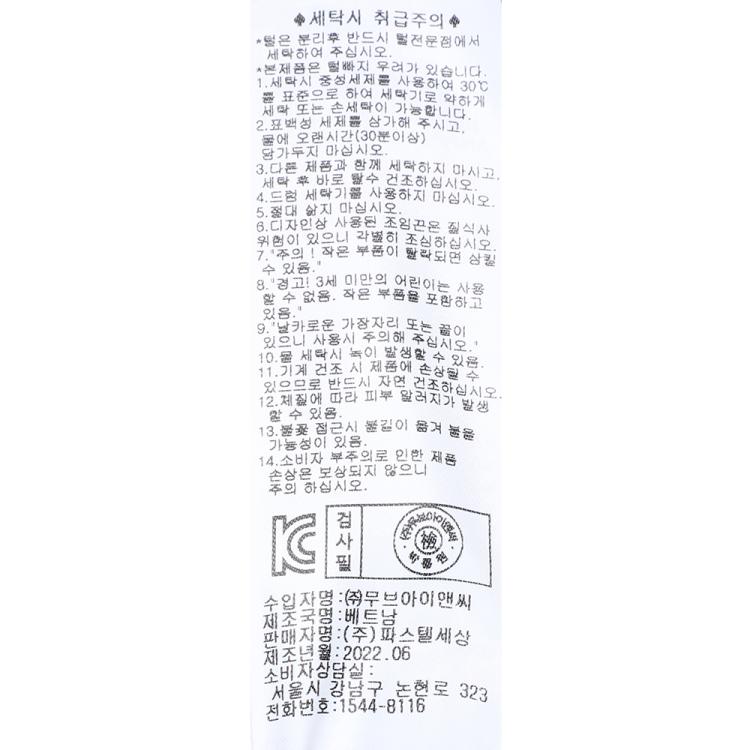 ♠세탁시 취급주의♠
*털은 분리후 반드시 털전문점에서
세탁하여 주십시오.
*본제품은 털빠지 우려가 있습니다.
1.세탁시 중성세제를 사용하여 30℃
를 표준으로 하여 세탁기로 약하게
세탁 또는 손세탁이 가능합니다.
2.표백성 세제를 삼가해 주시고,
물에 오랜시간(30분이상)
담가두지 마십시오.
3.다른 제품과 함께 세탁하지 마시고,
세탁 후 바로 탈수 건조하십시오.
4.드럼 세탁기를 사용하지 마십시오.
5.절대 삶지 마십시오.
6.디자인상 사용된 조임끈은 질식사
위험이 있으니 각별히 조심하십시오.
7."주의! 작은 부품이 탈락되면 삼킬
수 있음."
8."경고! 3세 미만의 어린이는 사용
할 수 없음. 작은 부품을 포함하고
있음."
9."날카로운 가장자리 또는 끝이
있으니 사용시 주의해 주십시오."
10.물 세탁시 녹이 발생할 수 있음.
11.기계 건조 시 제품에 손상될 수
있으므로 반드시 자연 건조하십시오.
12.체질에 따라 피부 알러지가 발생
할 수 있음.
13.불꽃 접근시 불길이 옮겨 붙을
가능성이 있음.
14.소비자 부주의로 인한 제품
손상은 보상되지 않으니
주의 하십시오.
KC
검사필
(주)무브아이앤씨
수입자명:㈜무브아이앤씨
제조국명:베트남
판매자명:(주)파스텔세상
제조년월:2022.06
소비자상담실:
서울시 강남구 논현로 323
전화번호:1544-8116